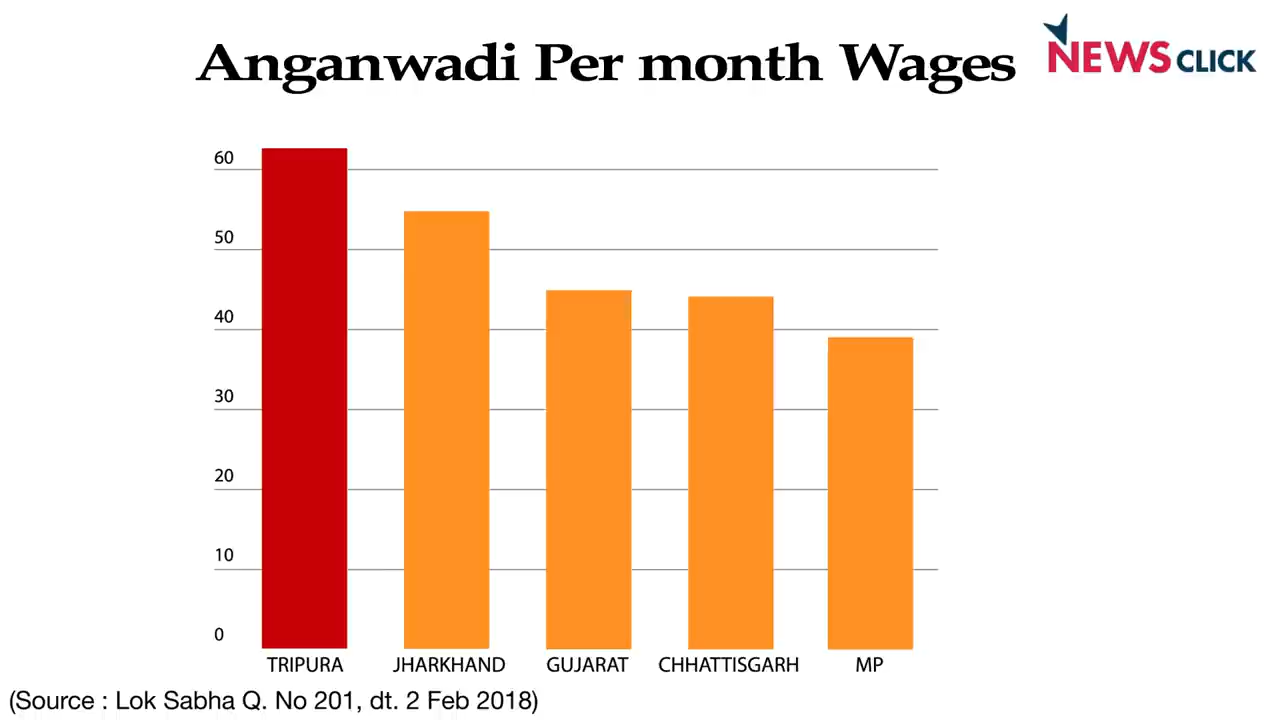 Anganwadi Per month Wages
NEWSCLICK
60
50
40
30
20
10
0
TRIPURA JHARKHAND GUJARAT CHHATTISGARH MP
(Source : Lok Sabha Q. No 201, dt. 2 Feb 2018)